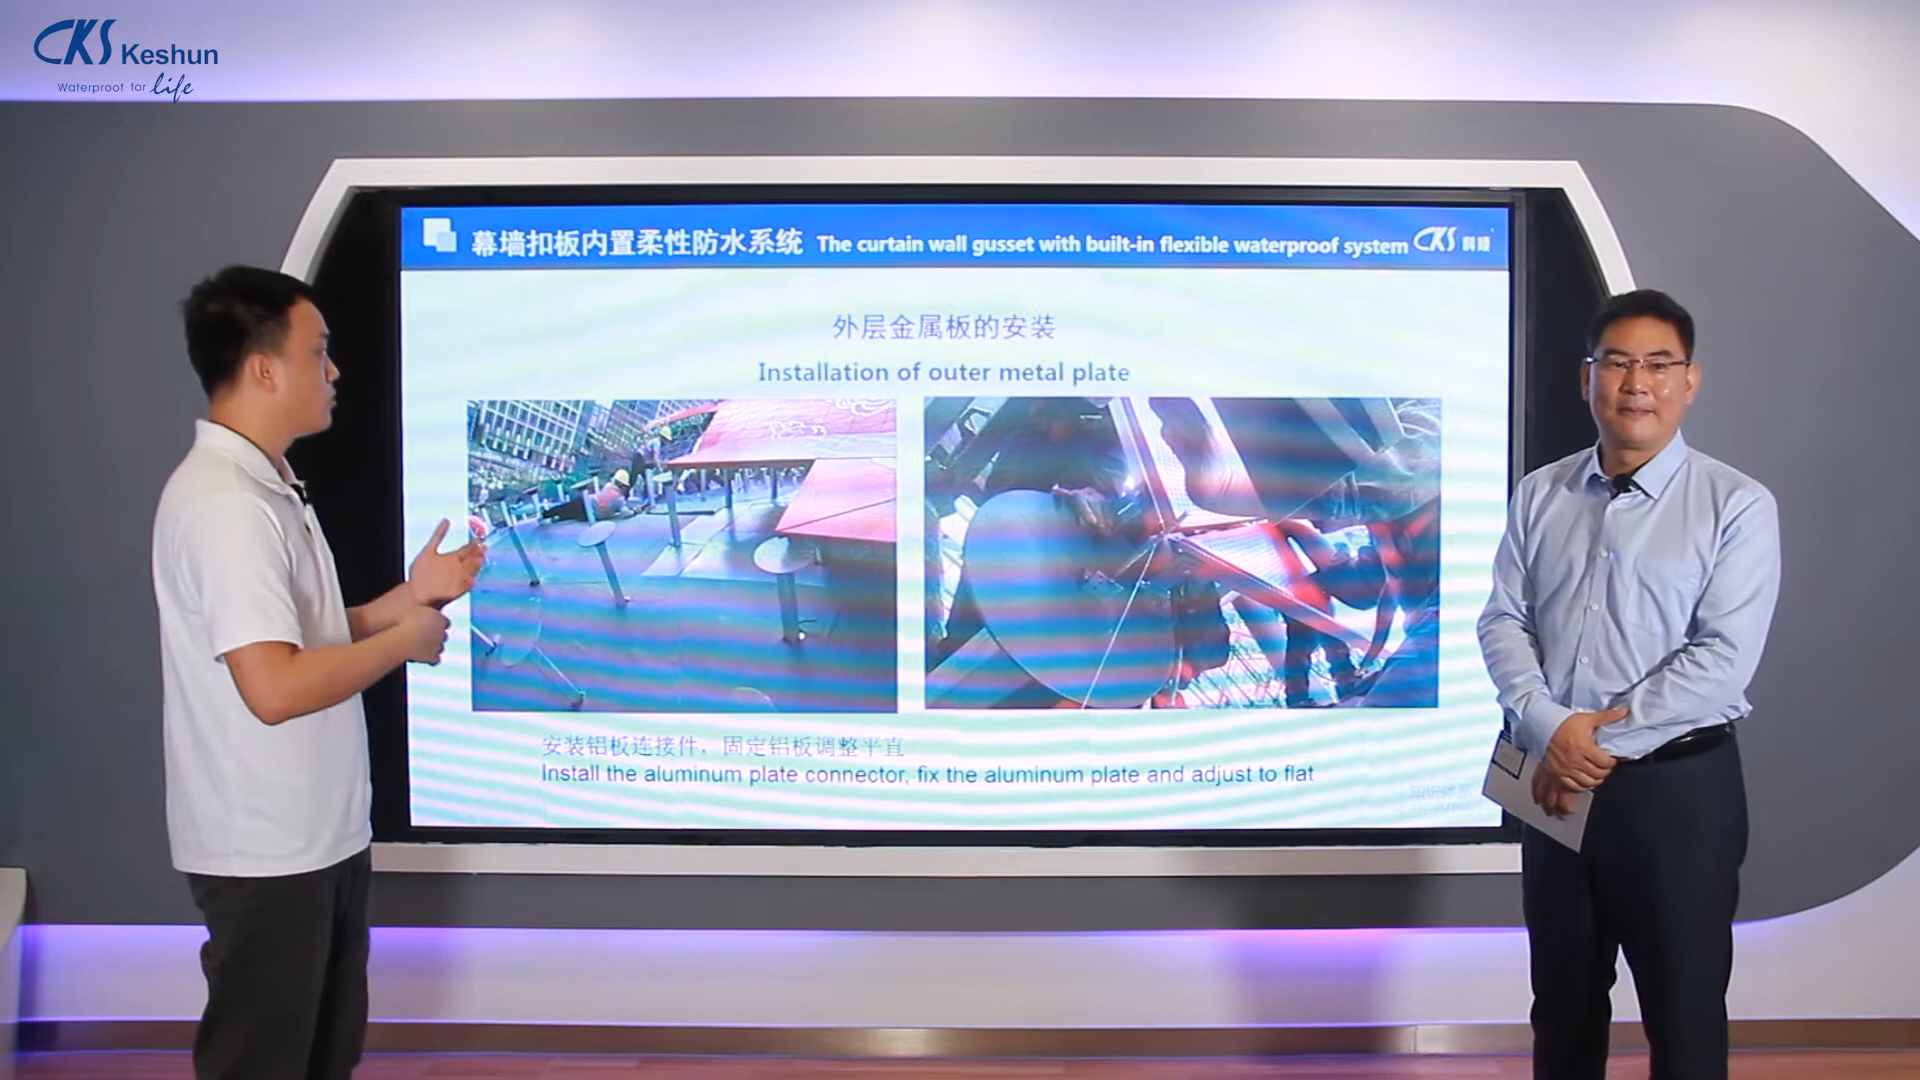 CKS Keshun
Waterproof for life
幕墙扣板内置柔性防水系统 The curtain wall gusset with built-in flexible waterproof system CKS 科顺
外层金属板的安装
Installation of outer metal plate
安装铝板连接件，固定铝板调整平直
Install the aluminum plate connector, fix the aluminum plate and adjust to flat